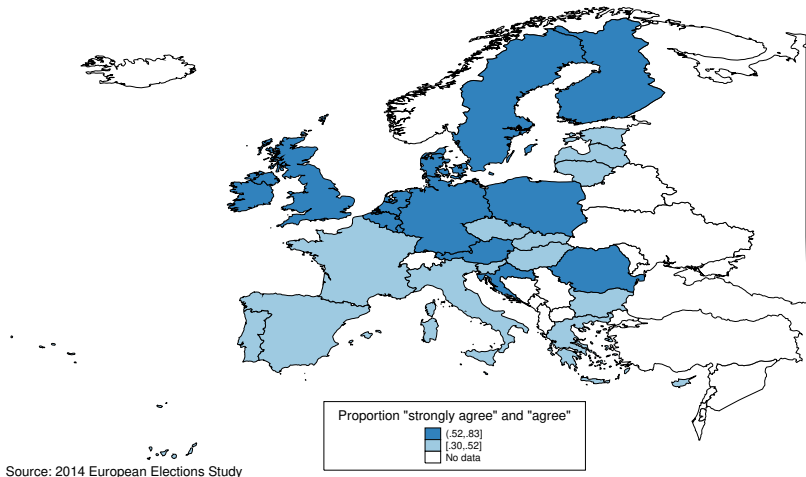 Proportion "strongly agree" and "agree"
(.52,.83]
[.30,.52]
No data
Source: 2014 European Elections Study